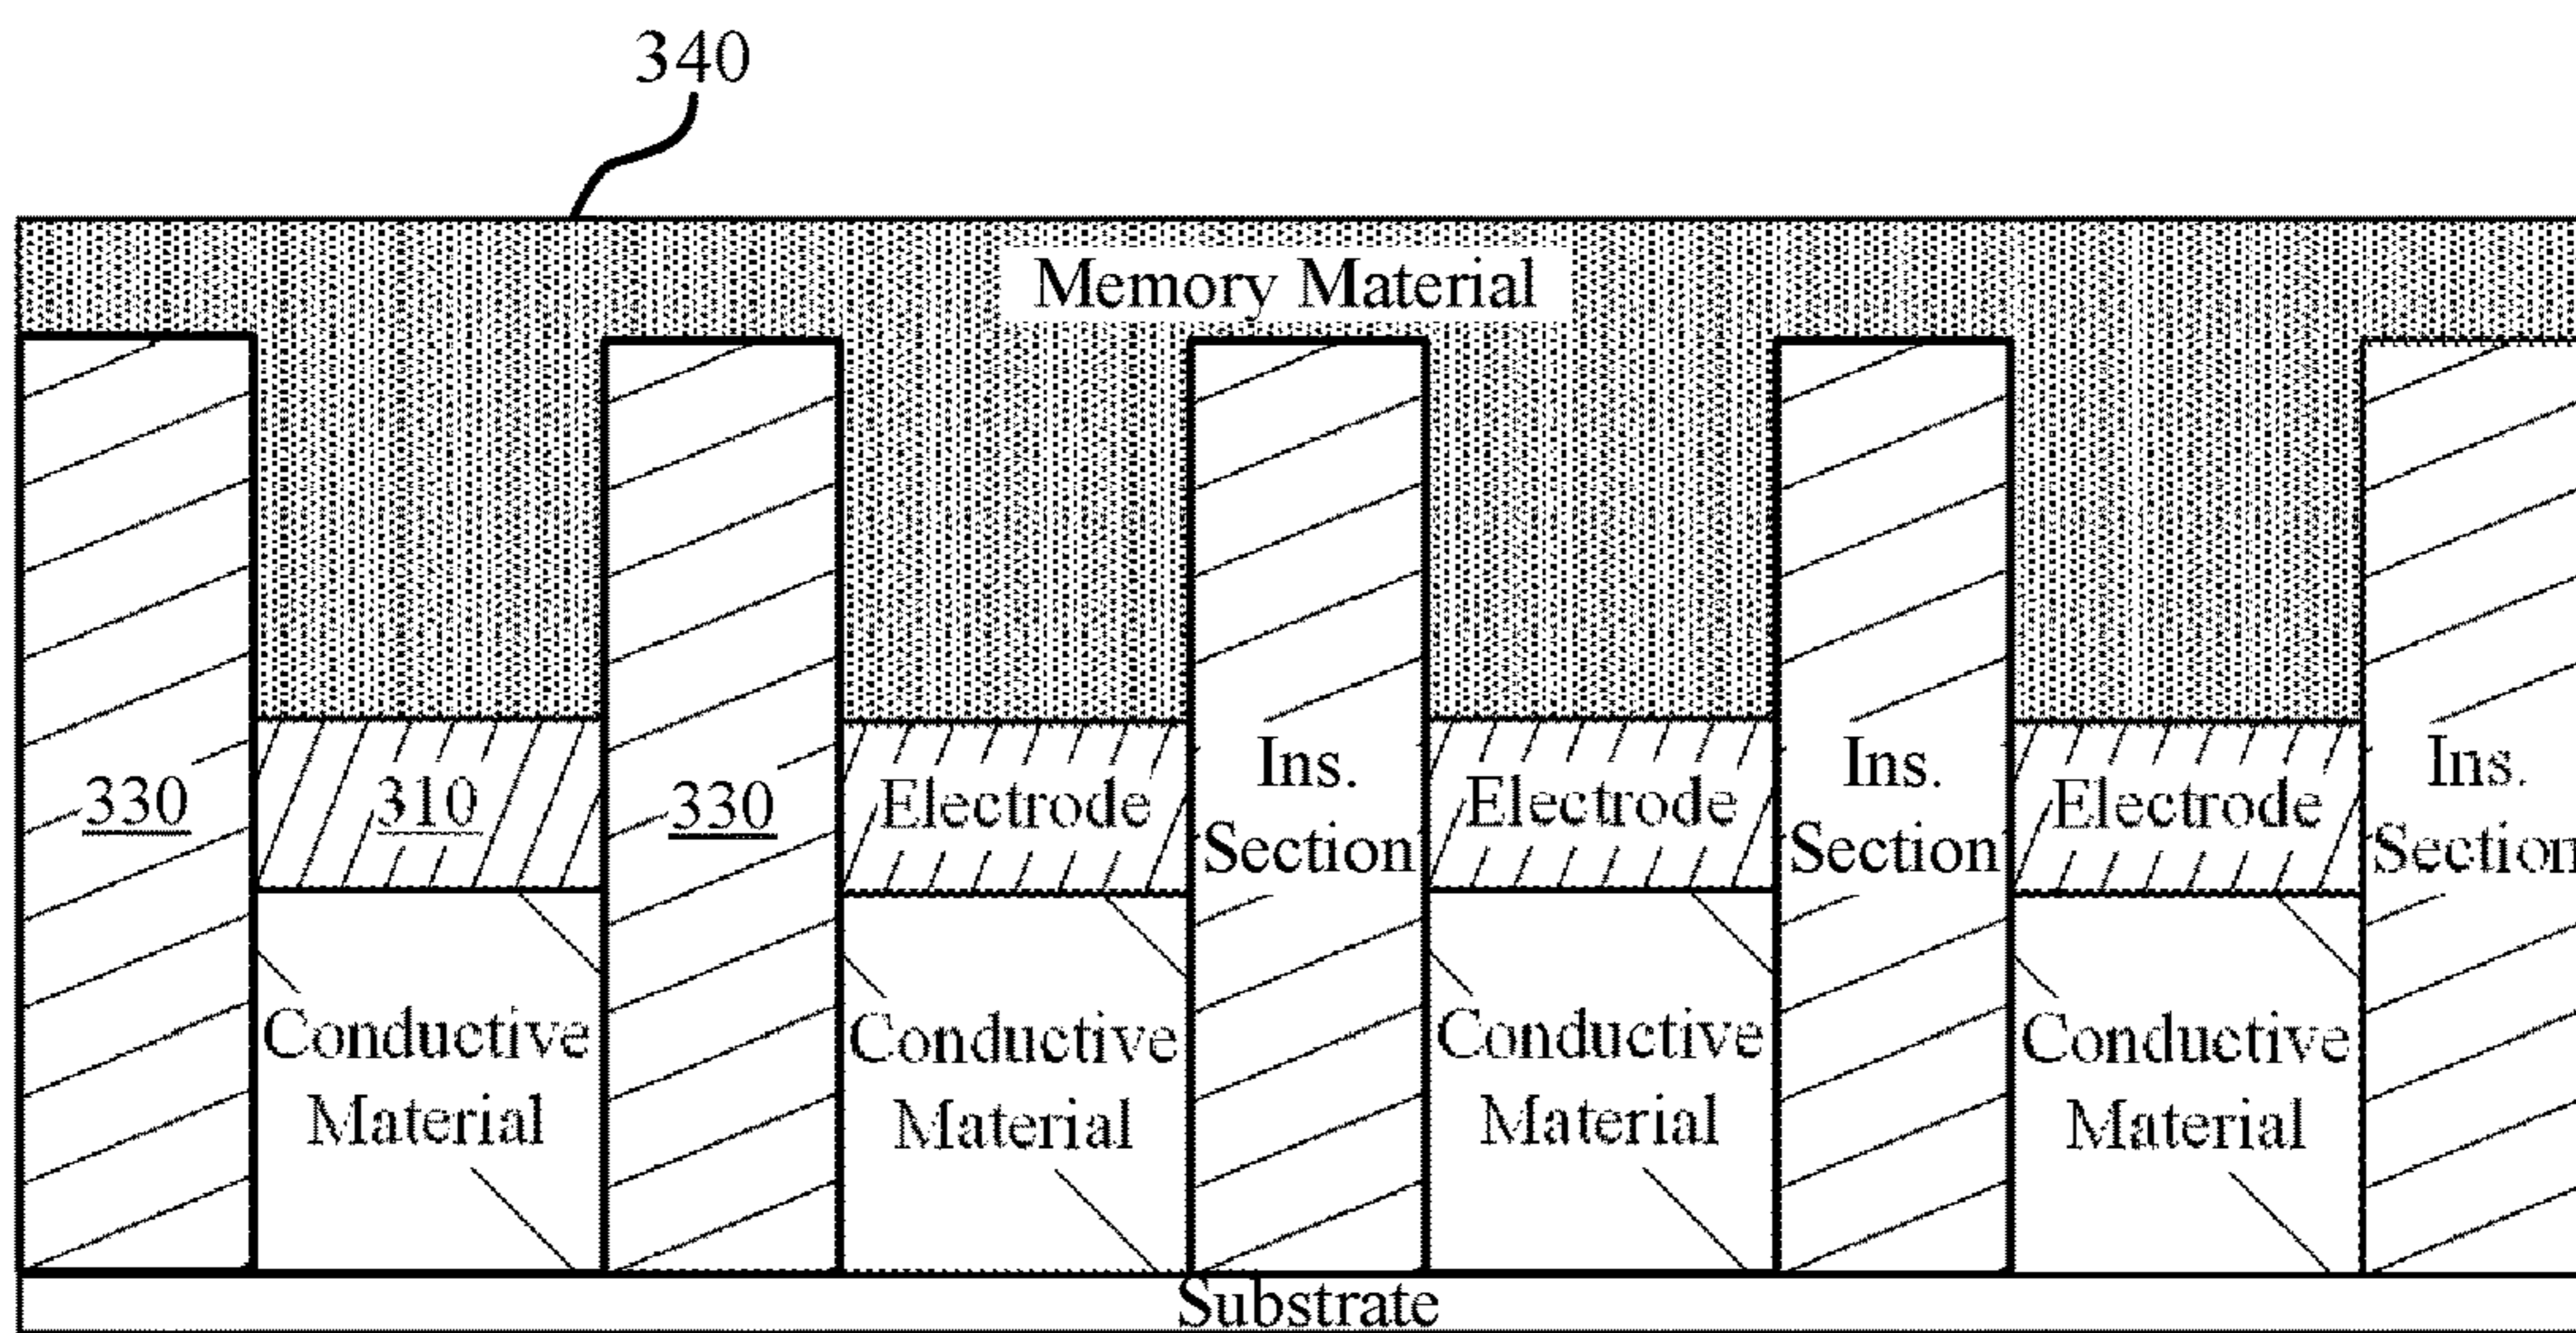 340
Memory Material
330
310
330
Electrode
Ins.
Section
Electrode
Ins.
Section
Electrode
Ins.
Section
Conductive
Material
Conductive
Material
Conductive
Material
Conductive
Material
Substrate